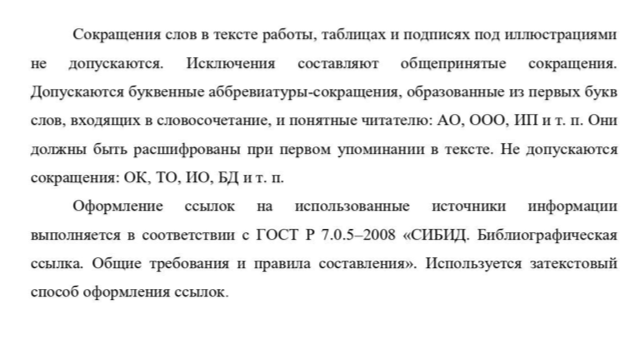 Сокращения слов в тексте работы, таблицах и подписях под иллюстрациями
не допускаются. Исключения составляют общепринятые сокращения.
Допускаются буквенные аббревиатуры-сокращения, образованные из первых букв
слов, входящих в словосочетание, и понятные читателю: АО, ООО, ИП и т. п. Они
должны быть расшифрованы при первом упоминании в тексте. Не допускаются
сокращения: ОК, ТО, ИО, БД и т. п.
Оформление ссылок на использованные источники информации
выполняется в соответствии с ГОСТ Р 7.0.5–2008 «СИБИД. Библиографическая
ссылка. Общие требования и правила составления». Используется затекстовый
способ оформления ссылок.